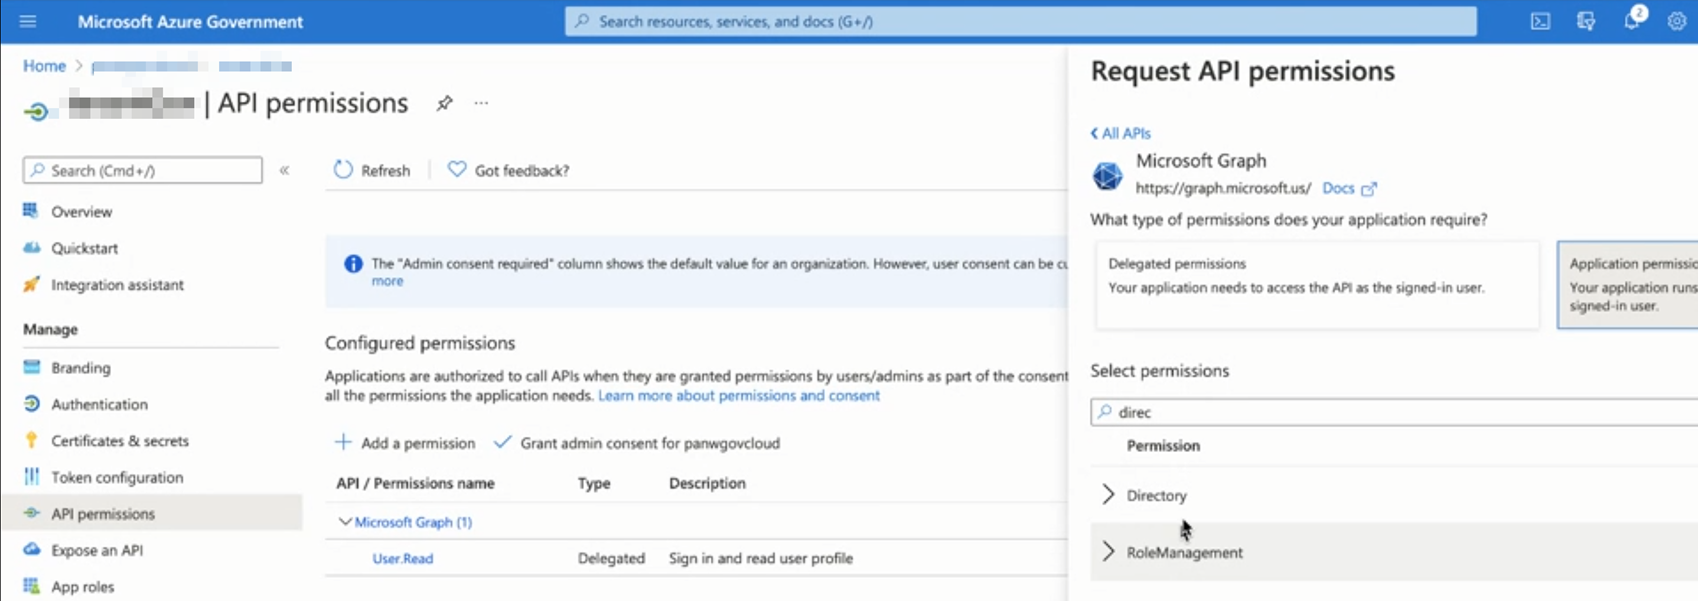 Microsoft Azure Government
Search resources, services, and docs (G+/)
2
Home >
| API permissions ...
Search (Cmd+/) «
Overview
Quickstart
Integration assistant
Manage
Branding
Authentication
Certificates & secrets
Token configuration
API permissions
Expose an API
App roles
Refresh
Got feedback?
The "Admin consent required" column shows the default value for an organization. However, user consent can be cu
more
Configured permissions
Applications are authorized to call APIs when they are granted permissions by users/admins as part of the consent
all the permissions the application needs. Learn more about permissions and consent
Add a permission
Grant admin consent for panwgovcloud
API / Permissions name Type Description
Microsoft Graph (1)
User.Read Delegated Sign in and read user profile
Request API permissions
All APIs
Microsoft Graph
https://graph.microsoft.us/ Docs
What type of permissions does your application require?
Delegated permissions
Your application needs to access the API as the signed-in user.
Application permissio
Your application runs
signed-in user.
Select permissions
direc
Permission
Directory
RoleManagement